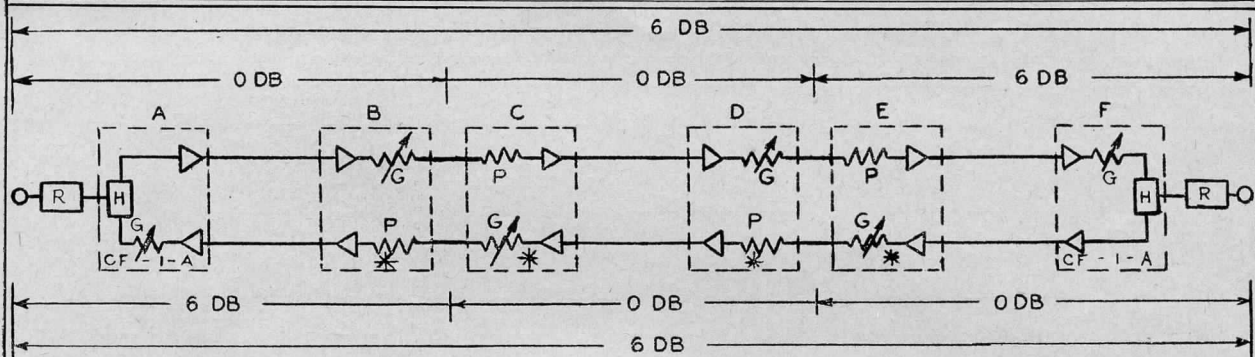 6 DB
0 DB 0 DB 6 DB
A B C D E F
G P G P G
R H H R
G P G P G
CF-1-A * * * * CF-1-A
6 DB 0 DB 0 DB
6 DB